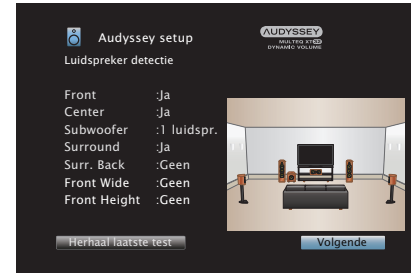 Audyssey setup
AUDYSSEY
MULTEQ XT32
DYNAMIC VOLUME
Luidspreker detectie
Front :Ja
Center :Ja
Subwoofer :1 luidspr.
Surround :Ja
Surr. Back :Geen
Front Wide :Geen
Front Height :Geen
Herhaal laatste test
Volgende